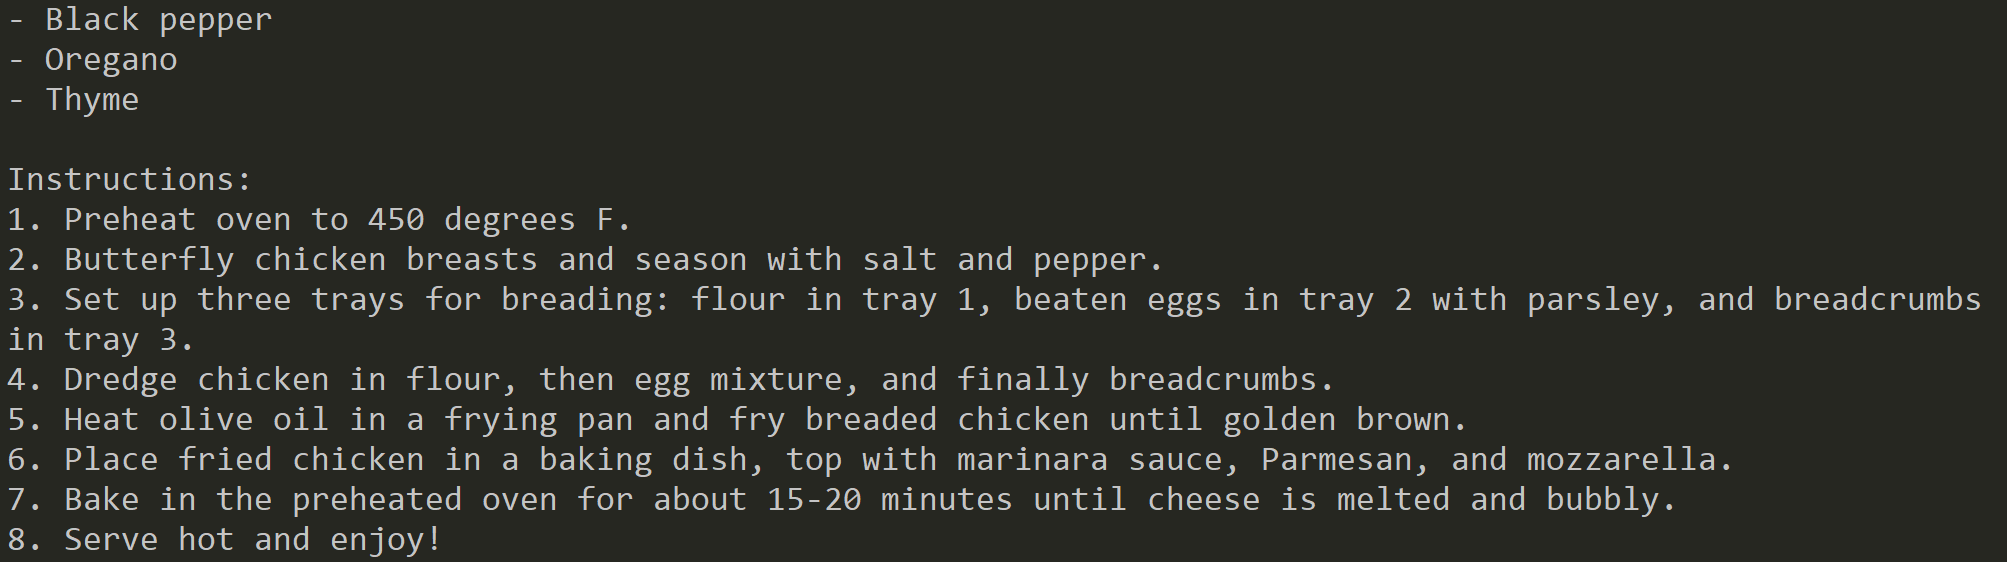 - Black pepper
- Oregano
- Thyme
Instructions:
1. Preheat oven to 450 degrees F.
2. Butterfly chicken breasts and season with salt and pepper.
3. Set up three trays for breading: flour in tray 1, beaten eggs in tray 2 with parsley, and breadcrumbs
in tray 3.
4. Dredge chicken in flour, then egg mixture, and finally breadcrumbs.
5. Heat olive oil in a frying pan and fry breaded chicken until golden brown.
6. Place fried chicken in a baking dish, top with marinara sauce, Parmesan, and mozzarella.
7. Bake in the preheated oven for about 15-20 minutes until cheese is melted and bubbly.
8. Serve hot and enjoy!